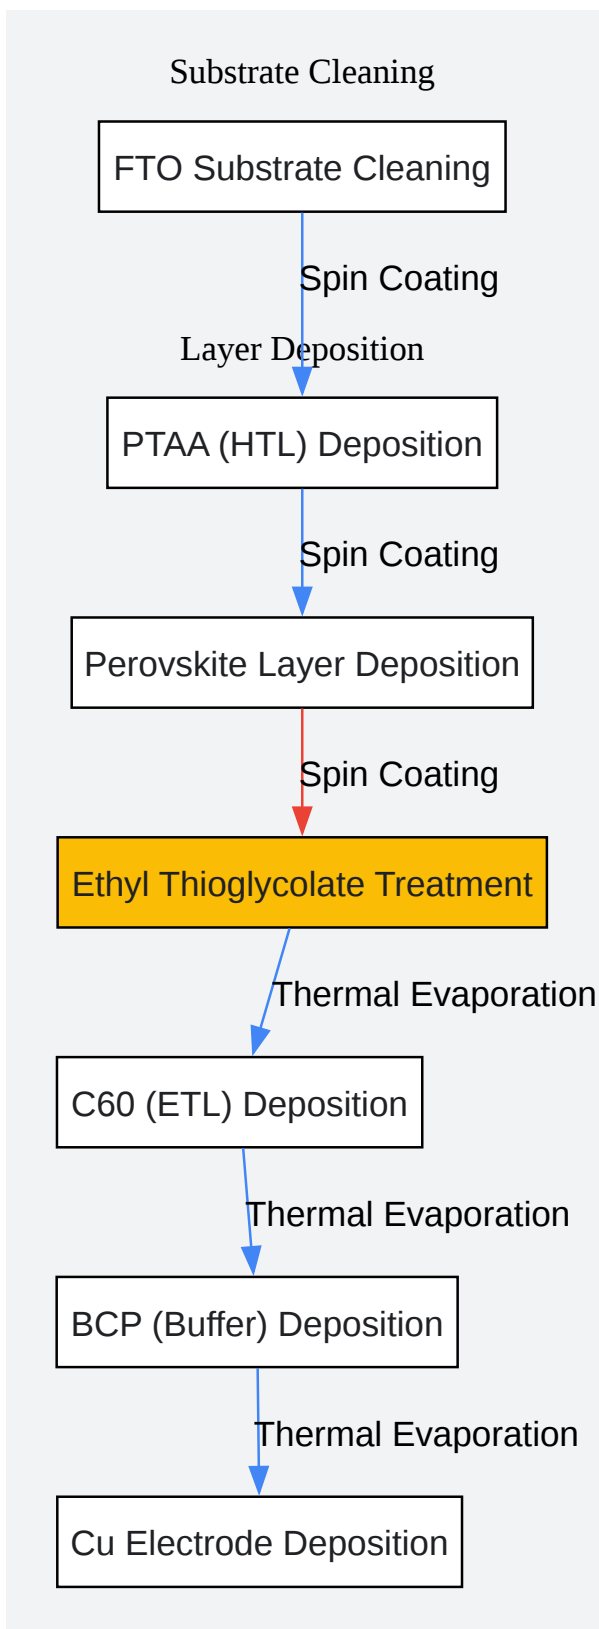 Substrate Cleaning
FTO Substrate Cleaning
Spin Coating
Layer Deposition
PTAA (HTL) Deposition
Spin Coating
Perovskite Layer Deposition
Spin Coating
Ethyl Thioglycolate Treatment
Thermal Evaporation
C60 (ETL) Deposition
Thermal Evaporation
BCP (Buffer) Deposition
Thermal Evaporation
Cu Electrode Deposition